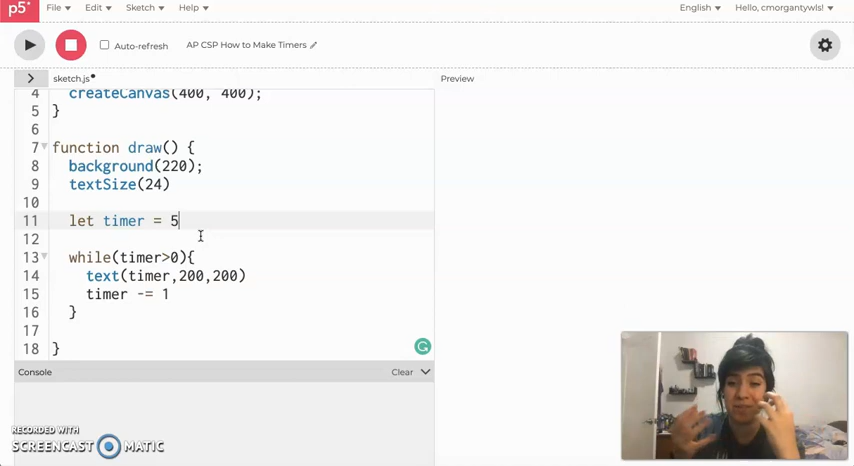 p5* File Edit Sketch Help English Hello, cmorgantywls!
Auto-refresh AP CSP How to Make Timers
sketch.js Preview
4 createCanvas(400, 400);
5 }
6
7 function draw() {
8 background(220);
9 textSize(24)
10
11 let timer = 5
12
13 while(timer>0){
14 text(timer,200,200)
15 timer -= 1
16 }
17
18 }
Console Clear
RECORDED WITH
SCREENCAST MATIC